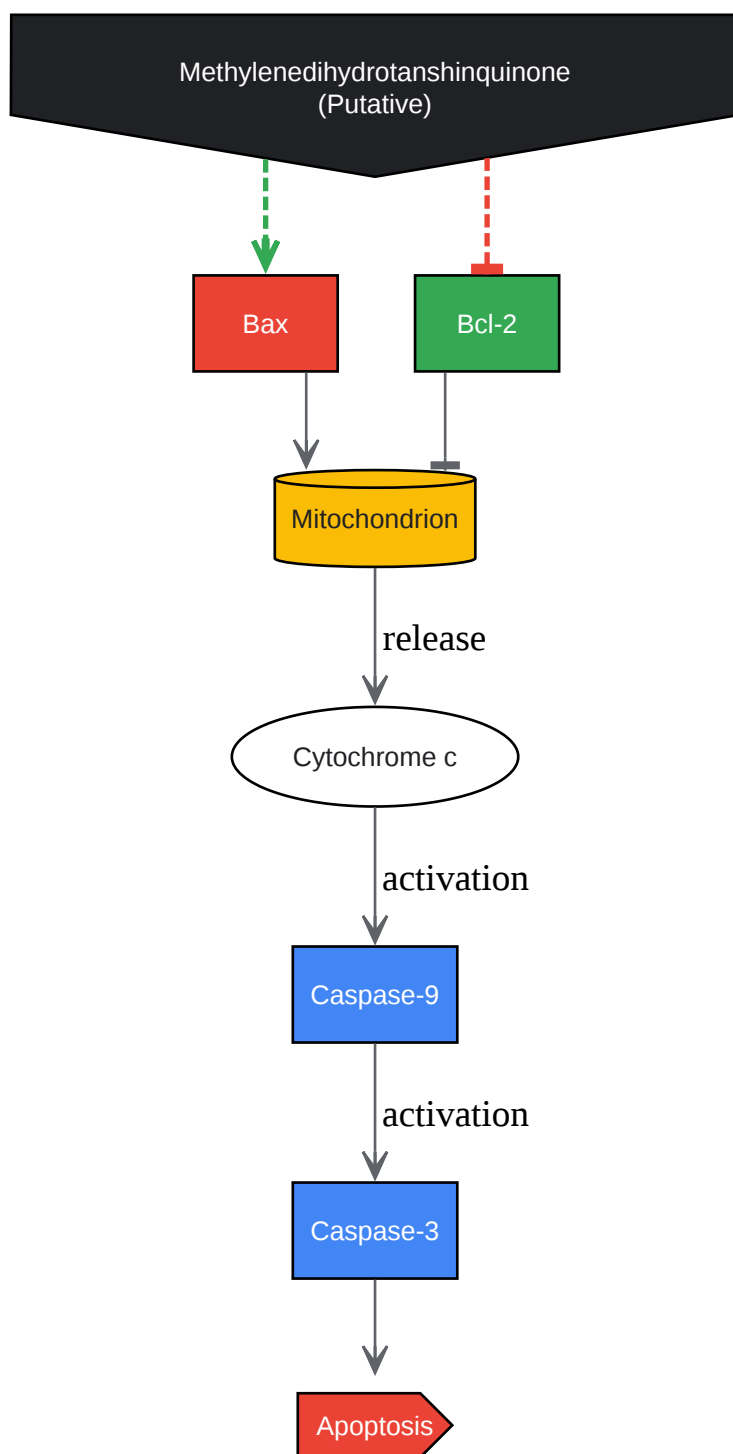 Methylenedihydrotanshinquinone
(Putative)
Bax
Bcl-2
Mitochondrion
release
Cytochrome c
activation
Caspase-9
activation
Caspase-3
Apoptosis